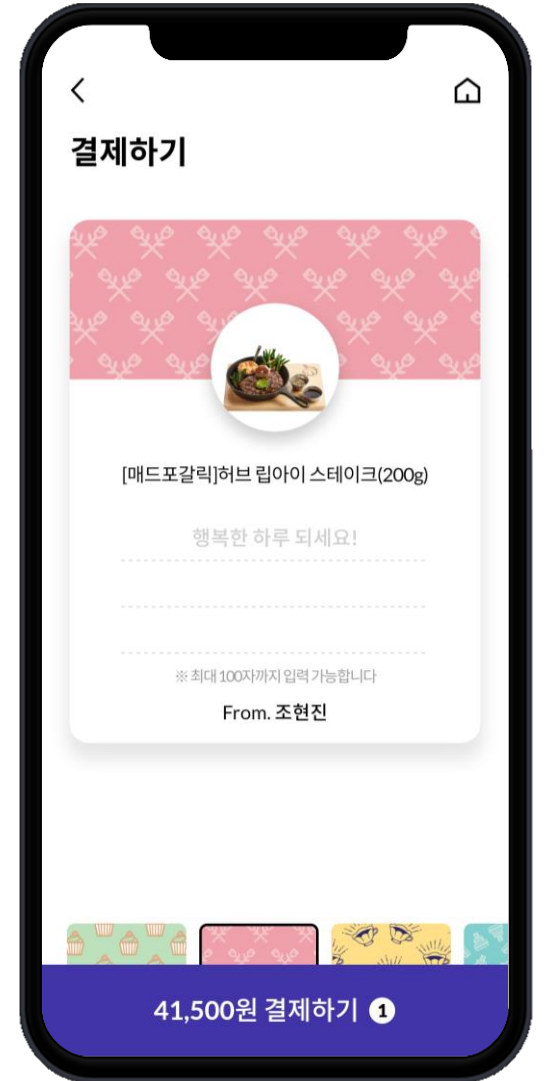 결제하기
[매드포갈릭]허브 립아이 스테이크(200g)
행복한 하루 되세요!
※ 최대 100자까지 입력 가능합니다
From. 조현진
41,500원 결제하기 1